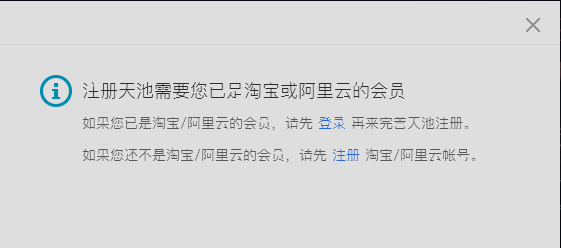 注册天池需要您已是淘宝或阿里云的会员
如果您已是淘宝/阿里云的会员，请先 登录 再来完善天池注册。
如果您还不是淘宝/阿里云的会员，请先 注册 淘宝/阿里云帐号。